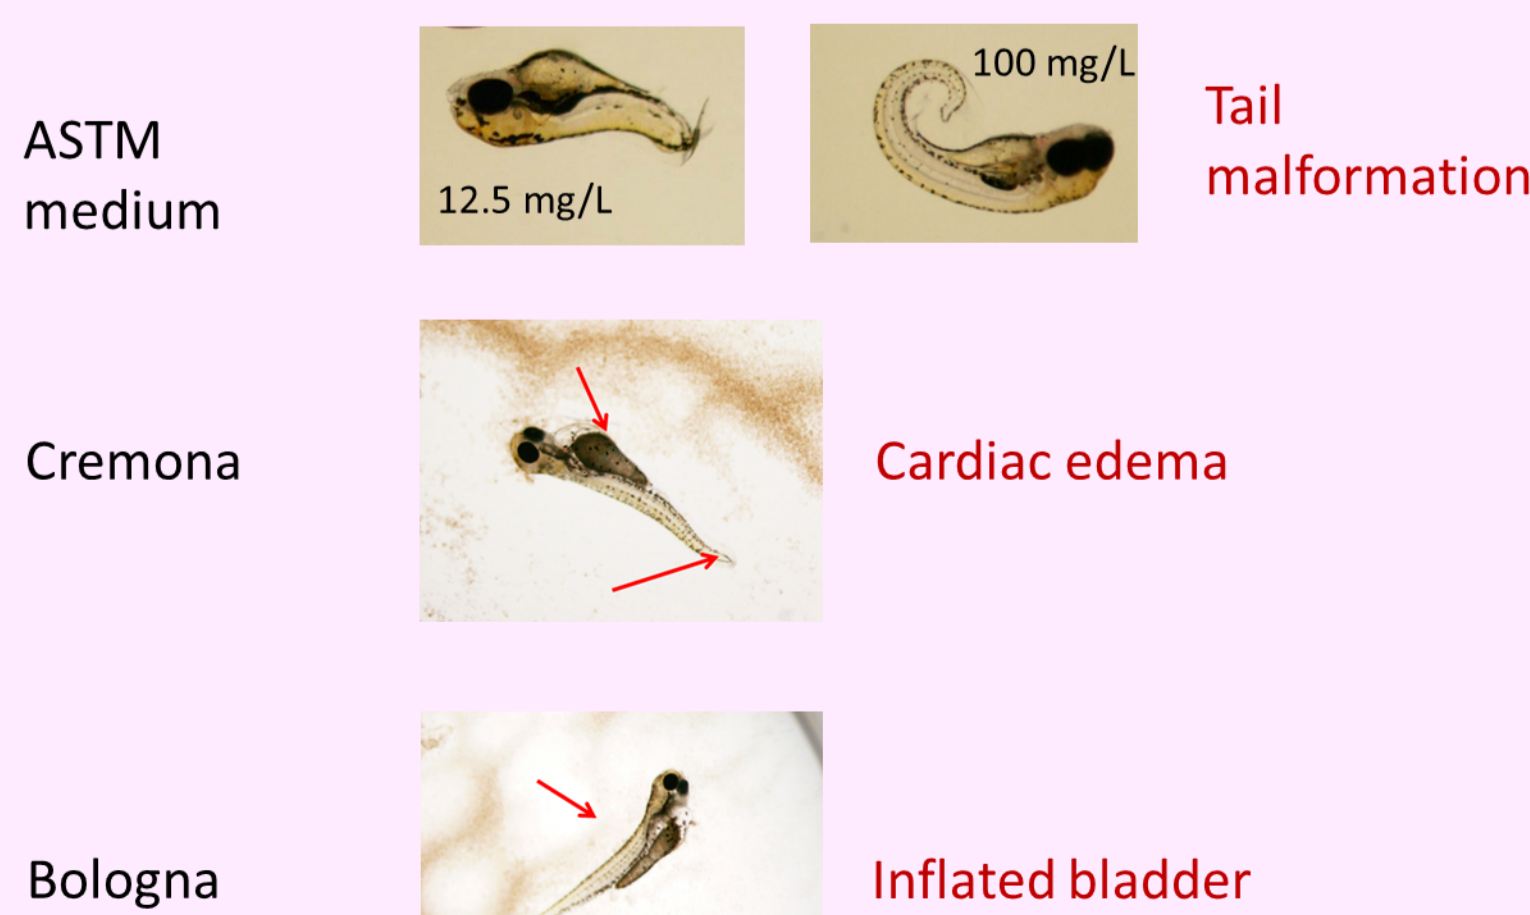 ASTM
medium
12.5 mg/L
100 mg/L
Tail
malformation
Cremona
Cardiac edema
Bologna
Inflated bladder